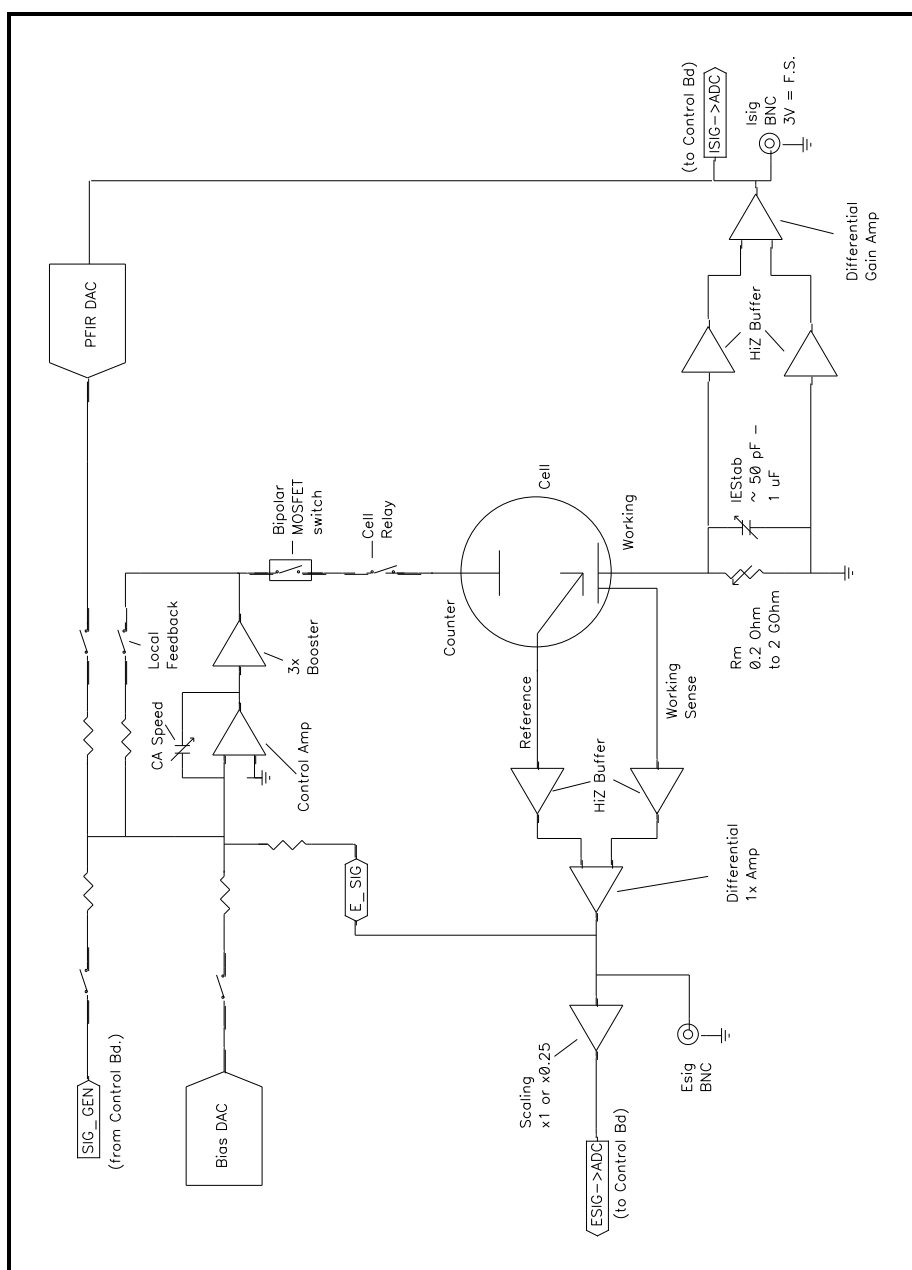 SIG_GEN
(from Control Bd.)
Bias DAC
PFIR DAC
Local
Feedback
CA Speed
3x
Booster
Control Amp
E_SIG
Bipolar
MOSFET
switch
Cell
Relay
Counter
Cell
Reference
Working
Working
Sense
HiZ Buffer
Differential
1x Amp
Scaling
x1 or x0.25
ESIG->ADC
(to Control Bd)
Esig
BNC
Rm
0.2 Ohm
to 2 GOhm
IEStab
~ 50 pF -
1 uF
HiZ Buffer
Differential
Gain Amp
(to Control Bd)
ISIG->ADC
Isig
BNC
3V = F.S.